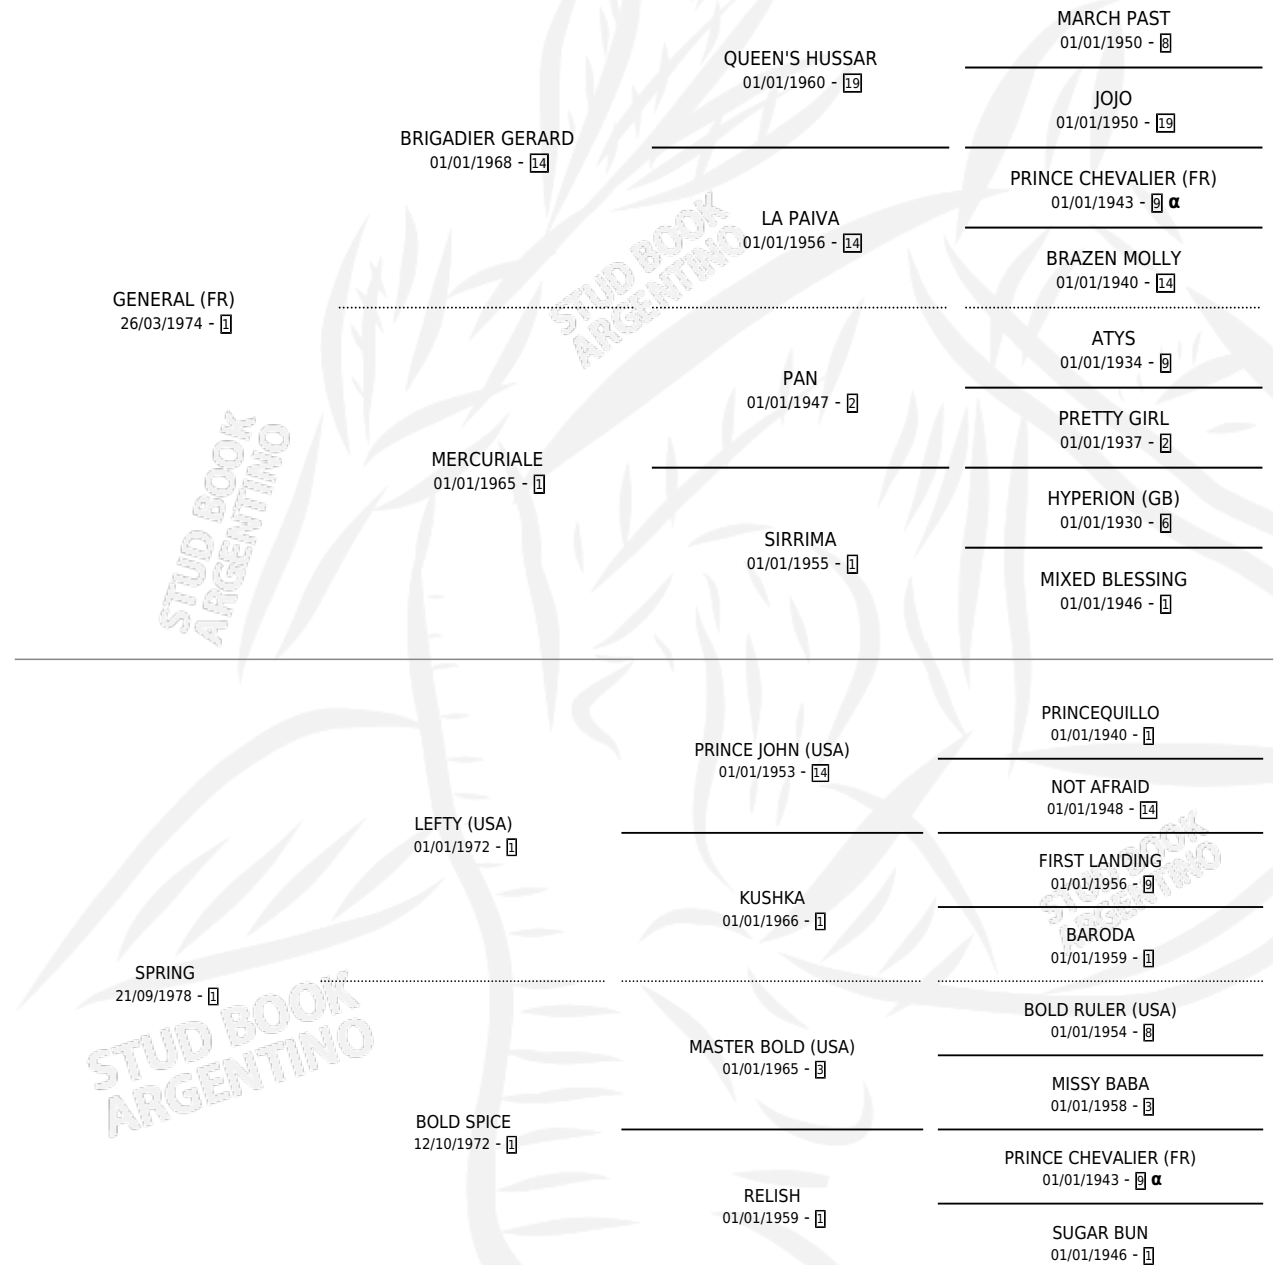 MARCH PAST
01/01/1950 - 8
QUEEN'S HUSSAR
01/01/1960 - 19
JOJO
01/01/1950 - 19
BRIGADIER GERARD
01/01/1968 - 14
PRINCE CHEVALIER (FR)
01/01/1943 - 9 α
LA PAIVA
01/01/1956 - 14
BRAZEN MOLLY
01/01/1940 - 14
GENERAL (FR)
26/03/1974 - 1
STUD BOOK
ARGENTINO
ATYS
01/01/1934 - 9
PAN
01/01/1947 - 2
PRETTY GIRL
01/01/1937 - 2
MERCURIALE
01/01/1965 - 1
HYPERION (GB)
01/01/1930 - 6
SIRRIMA
01/01/1955 - 1
MIXED BLESSING
01/01/1946 - 1
STUD BOOK
ARGENTINO
PRINCEQUILLO
01/01/1940 - 1
PRINCE JOHN (USA)
01/01/1953 - 14
NOT AFRAID
01/01/1948 - 14
LEFTY (USA)
01/01/1972 - 1
FIRST LANDING
01/01/1956 - 9
KUSHKA
01/01/1966 - 1
BARODA
01/01/1959 - 1
STUD BOOK
ARGENTINO
SPRING
21/09/1978 - 1
BOLD RULER (USA)
01/01/1954 - 8
MASTER BOLD (USA)
01/01/1965 - 3
MISSY BABA
01/01/1958 - 3
BOLD SPICE
12/10/1972 - 1
PRINCE CHEVALIER (FR)
01/01/1943 - 9 α
RELISH
01/01/1959 - 1
SUGAR BUN
01/01/1946 - 1
STUD BOOK
ARGENTINO